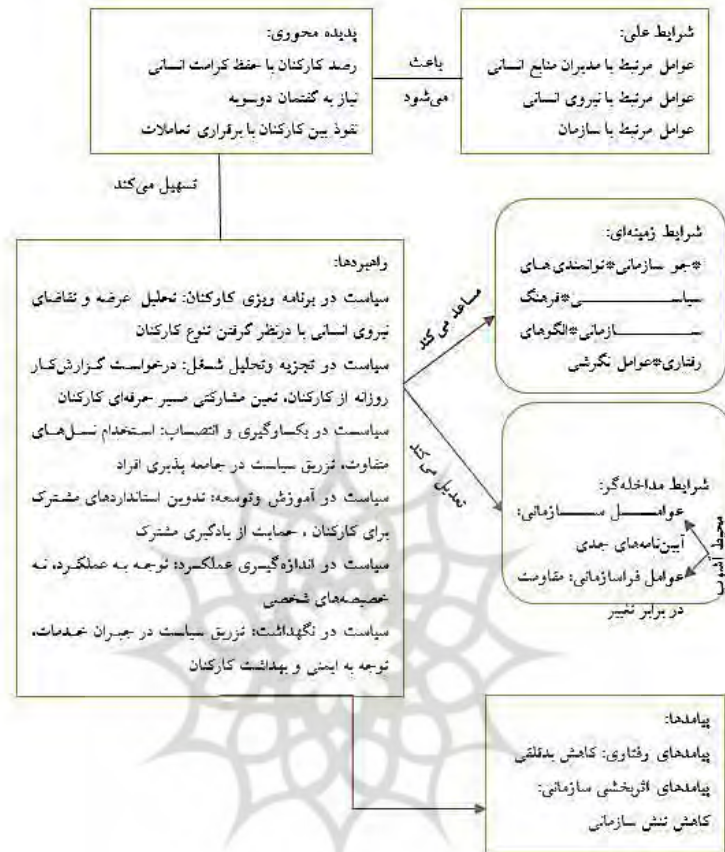 شرایط علی:
عوامل مرتبط با مدیران منابع انسانی
عوامل مرتبط با نیروی انسانی
عوامل مرتبط با سازمان
باعث
می‌شود
پدیده محوری:
رصد کارکنان با حفظ کرامت انسانی
نیاز به گفتمان دوسویه
نفوذ بین کارکنان با برقراری تعاملات
تسهیل می‌کند
راهبردها:
سیاست در برنامه ویزی کارکنان: تحلیل عرضه و تقاضای
نیروی انسانی با درنظر گرفتن تنوع کارکنان
سیاست در تجزیه وتحلیل شغل: درخواست گزارش‌کار
روزانه از کارکنان، تعین مشارکتی مسیر حرفه‌ای کارکنان
سیاست در بکسارگیری و انتصاب: استخدام نسل‌های
متفاوت، تزریق سیاست در جامعه پذیری افراد
سیاست در آموزش وتوسعه: تدوین استانداردهای مشترک
برای کارکنان ، حمایت از یادگیری مشترک
سیاست در اندازه‌گیری عملکرد: توجه به عملکرد، نه
خصیصه‌های شخصی
سیاست در نگهداشت: تزریق سیاست در جبران خدمات،
توجه به ایمنی و بهداشت کارکنان
مساعد می کند
تعدیل می کند
شرایط زمینه‌ای:
*جو سازمانی*توانمندی‌های
سیاسی*فرهنگ
سازمانی*الگوهای
رفتاری*عوامل نگرشی
شرایط مداخله‌گر:
عوامل سازمانی:
آیین‌نامه‌های جدی
عوامل فراسازمانی: مقاومت
در برابر تغییر
محیط آشوب
پیامدها:
پیامدهای رفتاری: کاهش بدقلقی
پیامدهای اثربخشی سازمانی:
کاهش تنش سازمانی